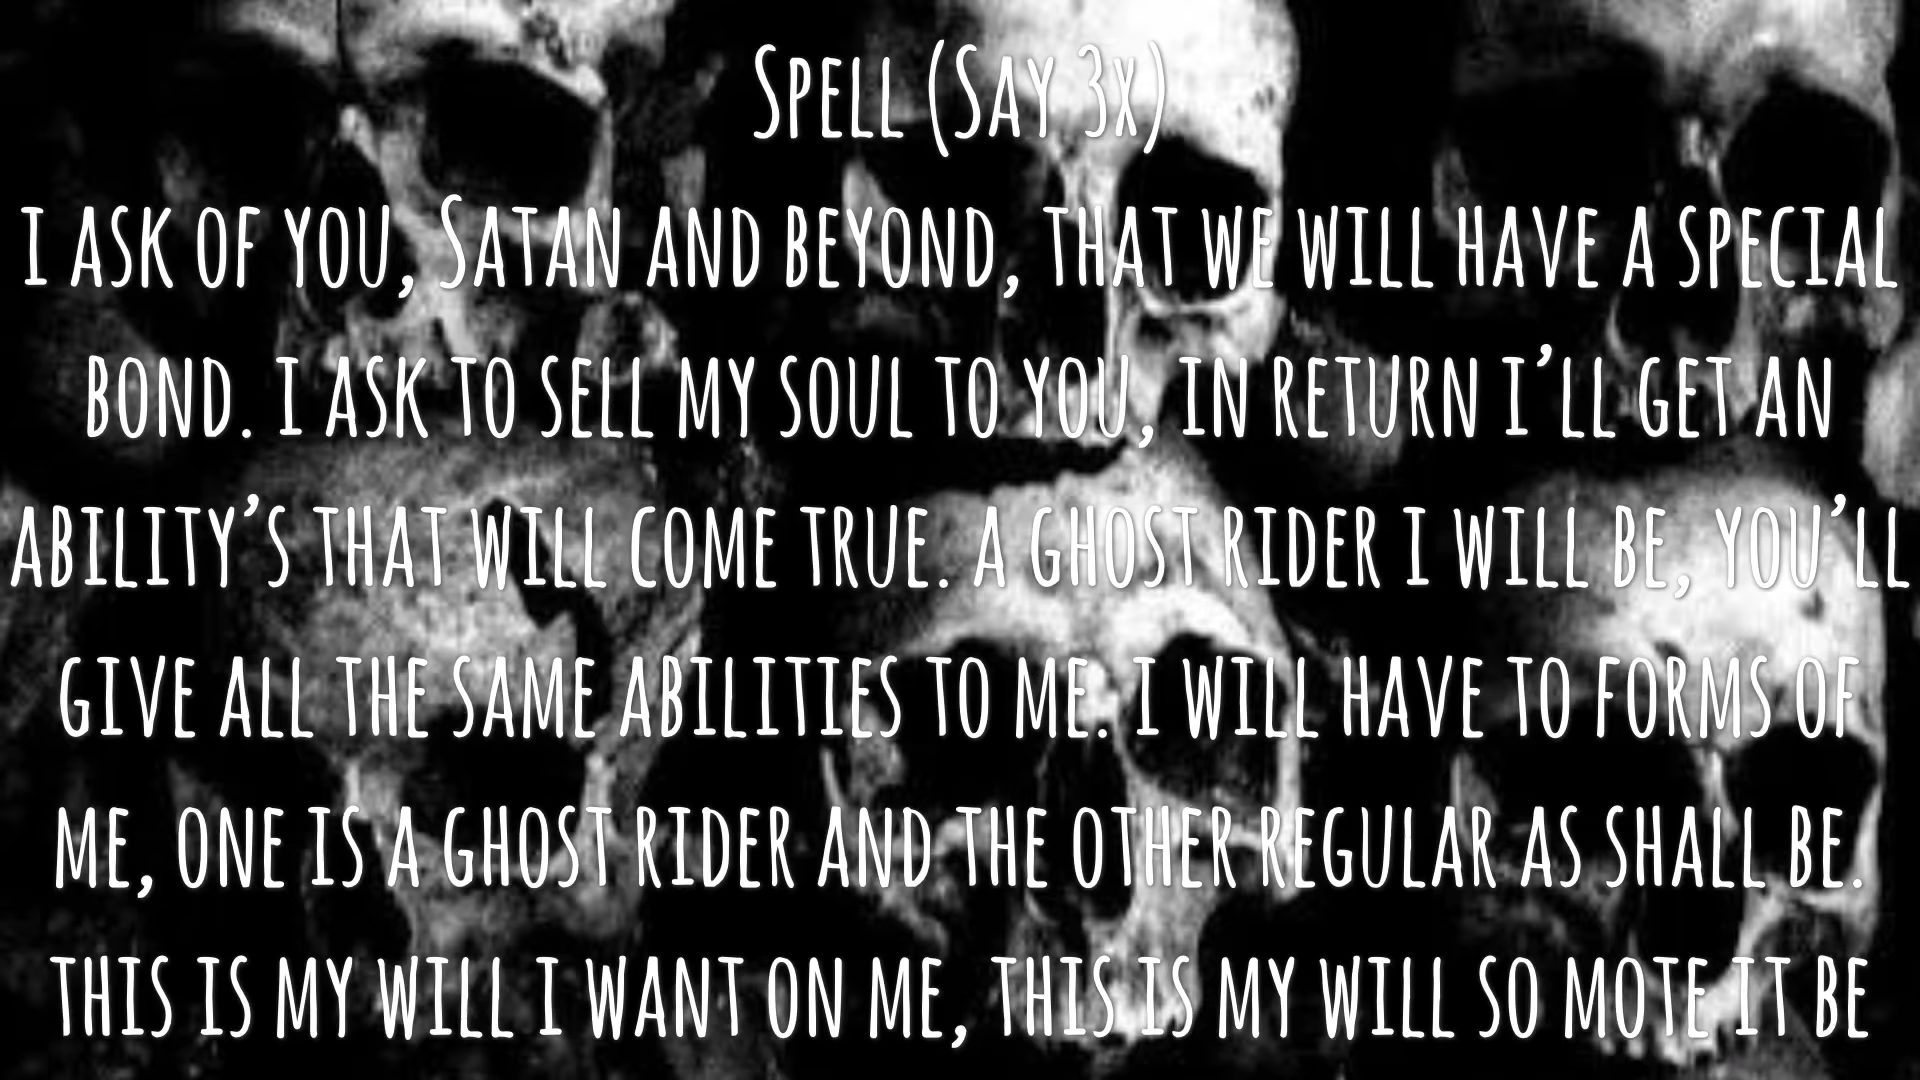 Spell (Say 3x)
i ask of you, Satan and beyond, that we will have a special
bond. i ask to sell my soul to you, in return i'll get an
ability's that will come true. a ghost rider i will be, you'll
give all the same abilities to me. i will have to forms of
me, one is a ghost rider and the other regular as shall be.
this is my will i want on me, this is my will so mote it be